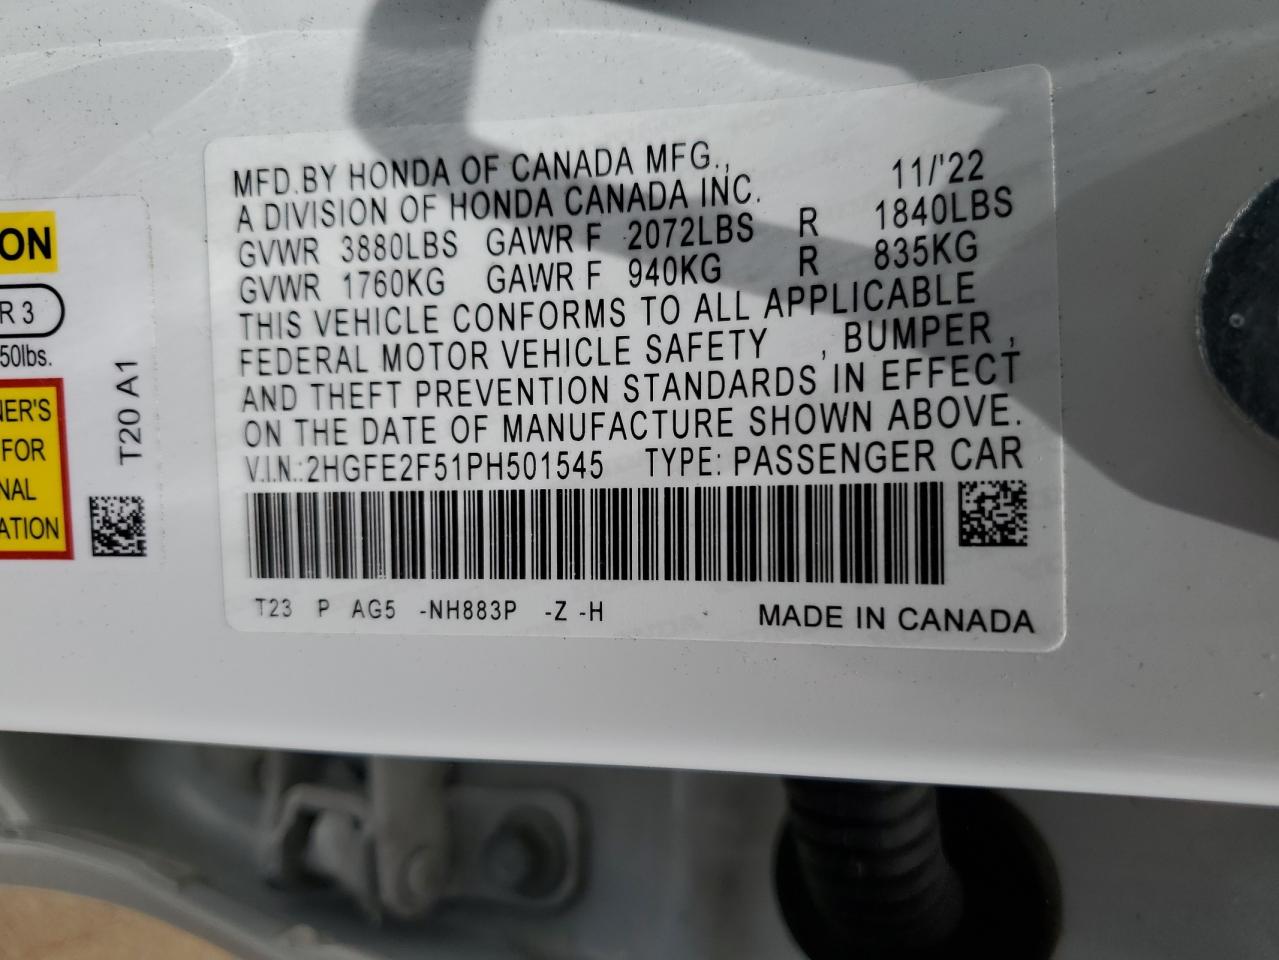 MFD.BY HONDA OF CANADA MFG., 11/'22
A DIVISION OF HONDA CANADA INC.
GVWR 3880LBS GAWR F 2072LBS R 1840LBS
GVWR 1760KG GAWR F 940KG R 835KG
THIS VEHICLE CONFORMS TO ALL APPLICABLE
FEDERAL MOTOR VEHICLE SAFETY , BUMPER ,
AND THEFT PREVENTION STANDARDS IN EFFECT
ON THE DATE OF MANUFACTURE SHOWN ABOVE.
V.I.N.:2HGFE2F51PH501545 TYPE: PASSENGER CAR
T23 P AG5 -NH883P -Z -H MADE IN CANADA
ON
R 3
50lbs.
NER'S
FOR
NAL
ATION
T20 A1